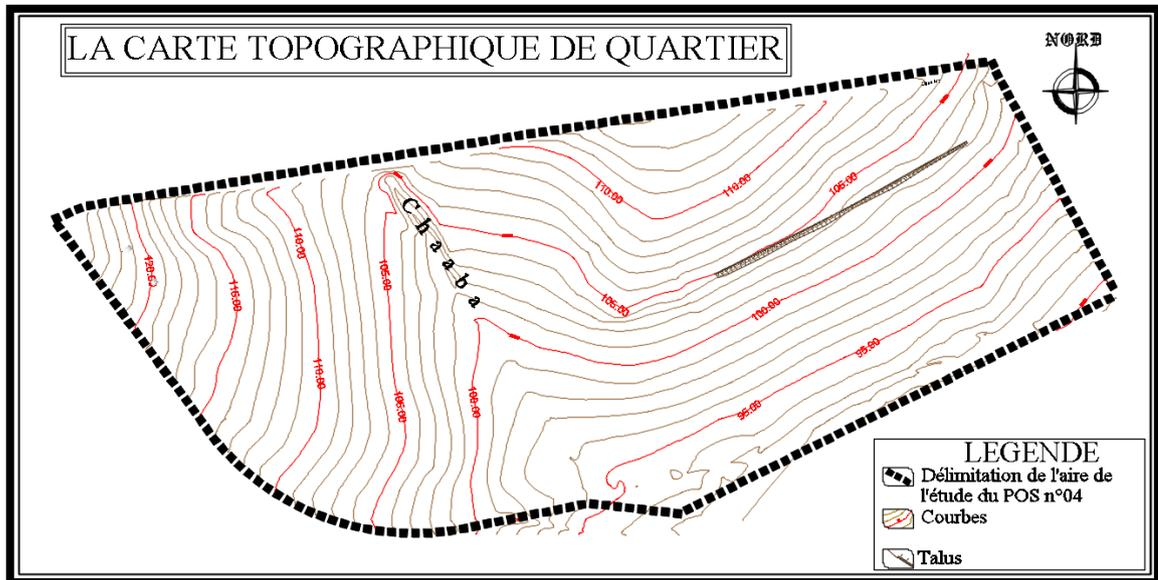 LA CARTE TOPOGRAPHIQUE DE QUARTIER
NORD
110.00
110.00
105.00
Chaaba
110.00
105.00
115.00
105.00
100.00
95.00
110.00
105.00
100.00
95.00
LEGENDE
Délimitation de l'aire de
l'étude du POS n°04
Courbes
Talus